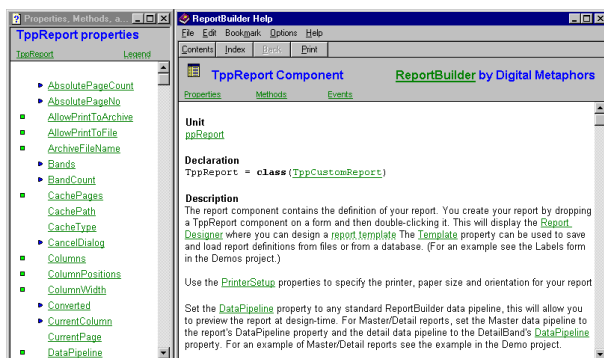 Properties, Methods, a...
TppReport properties
TppReport Legend
AbsolutePageCount
AbsolutePageNo
AllowPrintToArchive
AllowPrintToFile
ArchiveFileName
Bands
BandCount
CachePages
CachePath
CacheType
CancelDialog
Columns
ColumnPositions
ColumnWidth
Converted
CurrentColumn
CurrentPage
DataPipeline
ReportBuilder Help
File Edit Bookmark Options Help
Contents Index Back Print
TppReport Component ReportBuilder by Digital Metaphors
Properties Methods Events
Unit
ppReport
Declaration
TppReport = class(TppCustomReport)
Description
The report component contains the definition of your report. You create your report by dropping
a TppReport component on a form and then double-clicking it. This will display the Report
Designer where you can design a report template The Template property can be used to save
and load report definitions from files or from a database. (For an example see the Labels form
in the Demos project.)
Use the PrinterSetup properties to specify the printer, paper size and orientation for your report
Set the DataPipeline property to any standard ReportBuilder data pipeline, this will allow you
to preview the report at design-time. For Master/Detail reports, set the Master data pipeline to
the report's DataPipeline property and the detail data pipeline to the DetailBand's DataPipeline
property. For an example of Master/Detail reports see the example in the Demo project.